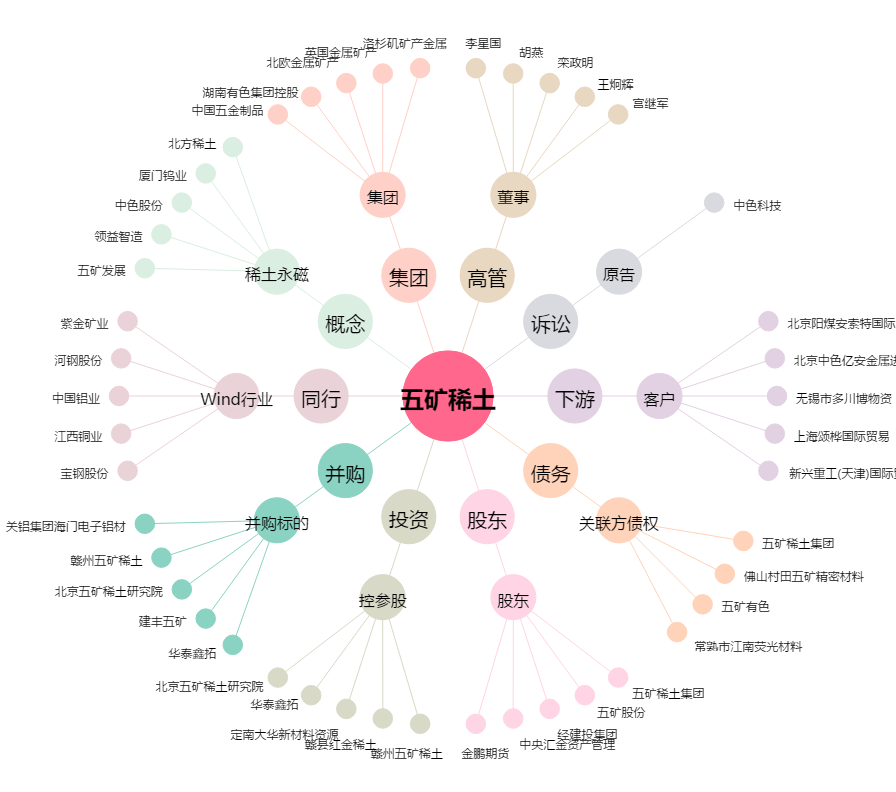 洛杉矶矿产金属
英国金属矿产
北欧金属矿产
湖南有色集团控股
中国五金制品
李星国
胡燕
栾政明
王炯辉
宫继军
北方稀土
厦门钨业
中色股份
领益智造
五矿发展
集团
董事
中色科技
稀土永磁
集团
高管
原告
概念
诉讼
紫金矿业
河钢股份
中国铝业
江西铜业
宝钢股份
Wind行业
同行
五矿稀土
下游
客户
北京阳煤安索特国际
北京中色亿安金属
无锡市多川博物资
上海颂桦国际贸易
新兴重工(天津)国际
并购
债务
投资
股东
并购标的
关联方债权
关铝集团海门电子铝材
赣州五矿稀土
北京五矿稀土研究院
建丰五矿
华泰鑫拓
五矿稀土集团
佛山村田五矿精密材料
五矿有色
常熟市江南荧光材料
控参股
股东
北京五矿稀土研究院
华泰鑫拓
定南大华新材料资源
赣县红金稀土
赣州五矿稀土
五矿稀土集团
五矿股份
经建投集团
中央汇金资产管理
金鹏期货